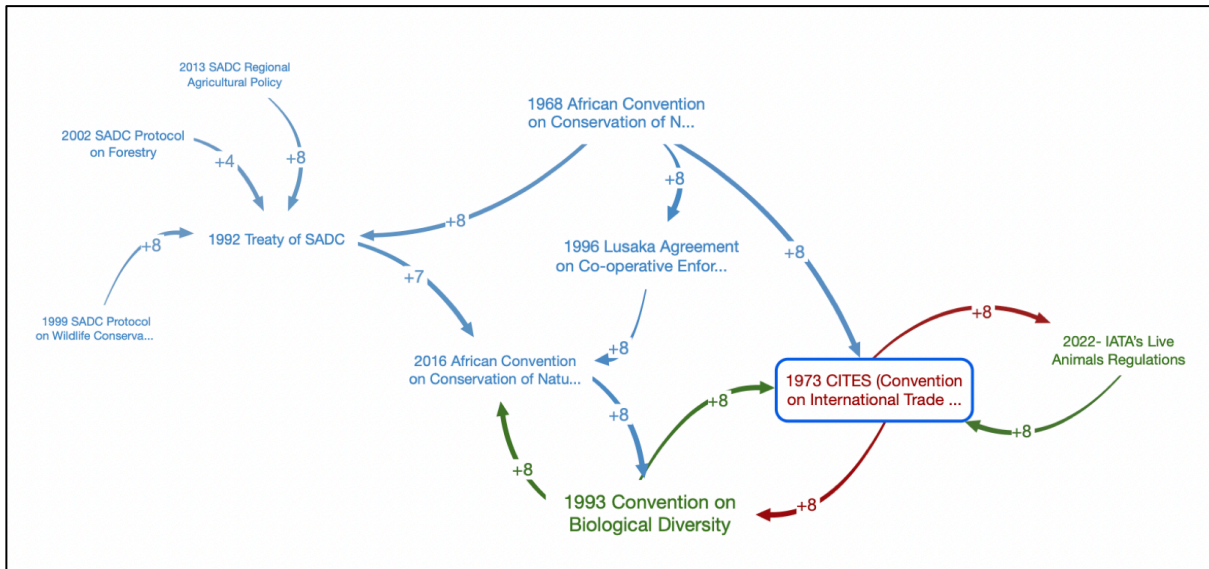 2013 SADC Regional
Agricultural Policy
1968 African Convention
on Conservation of N...
2002 SADC Protocol
on Forestry
+4
+8
+8
1992 Treaty of SADC
+8
+8
1996 Lusaka Agreement
on Co-operative Enfor...
+8
+7
1999 SADC Protocol
on Wildlife Conserva...
+8
2022- IATA's Live
Animals Regulations
2016 African Convention
on Conservation of Natu...
+8
1973 CITES (Convention
on International Trade ...
+8
+8
+8
+8
1993 Convention on
Biological Diversity
+8